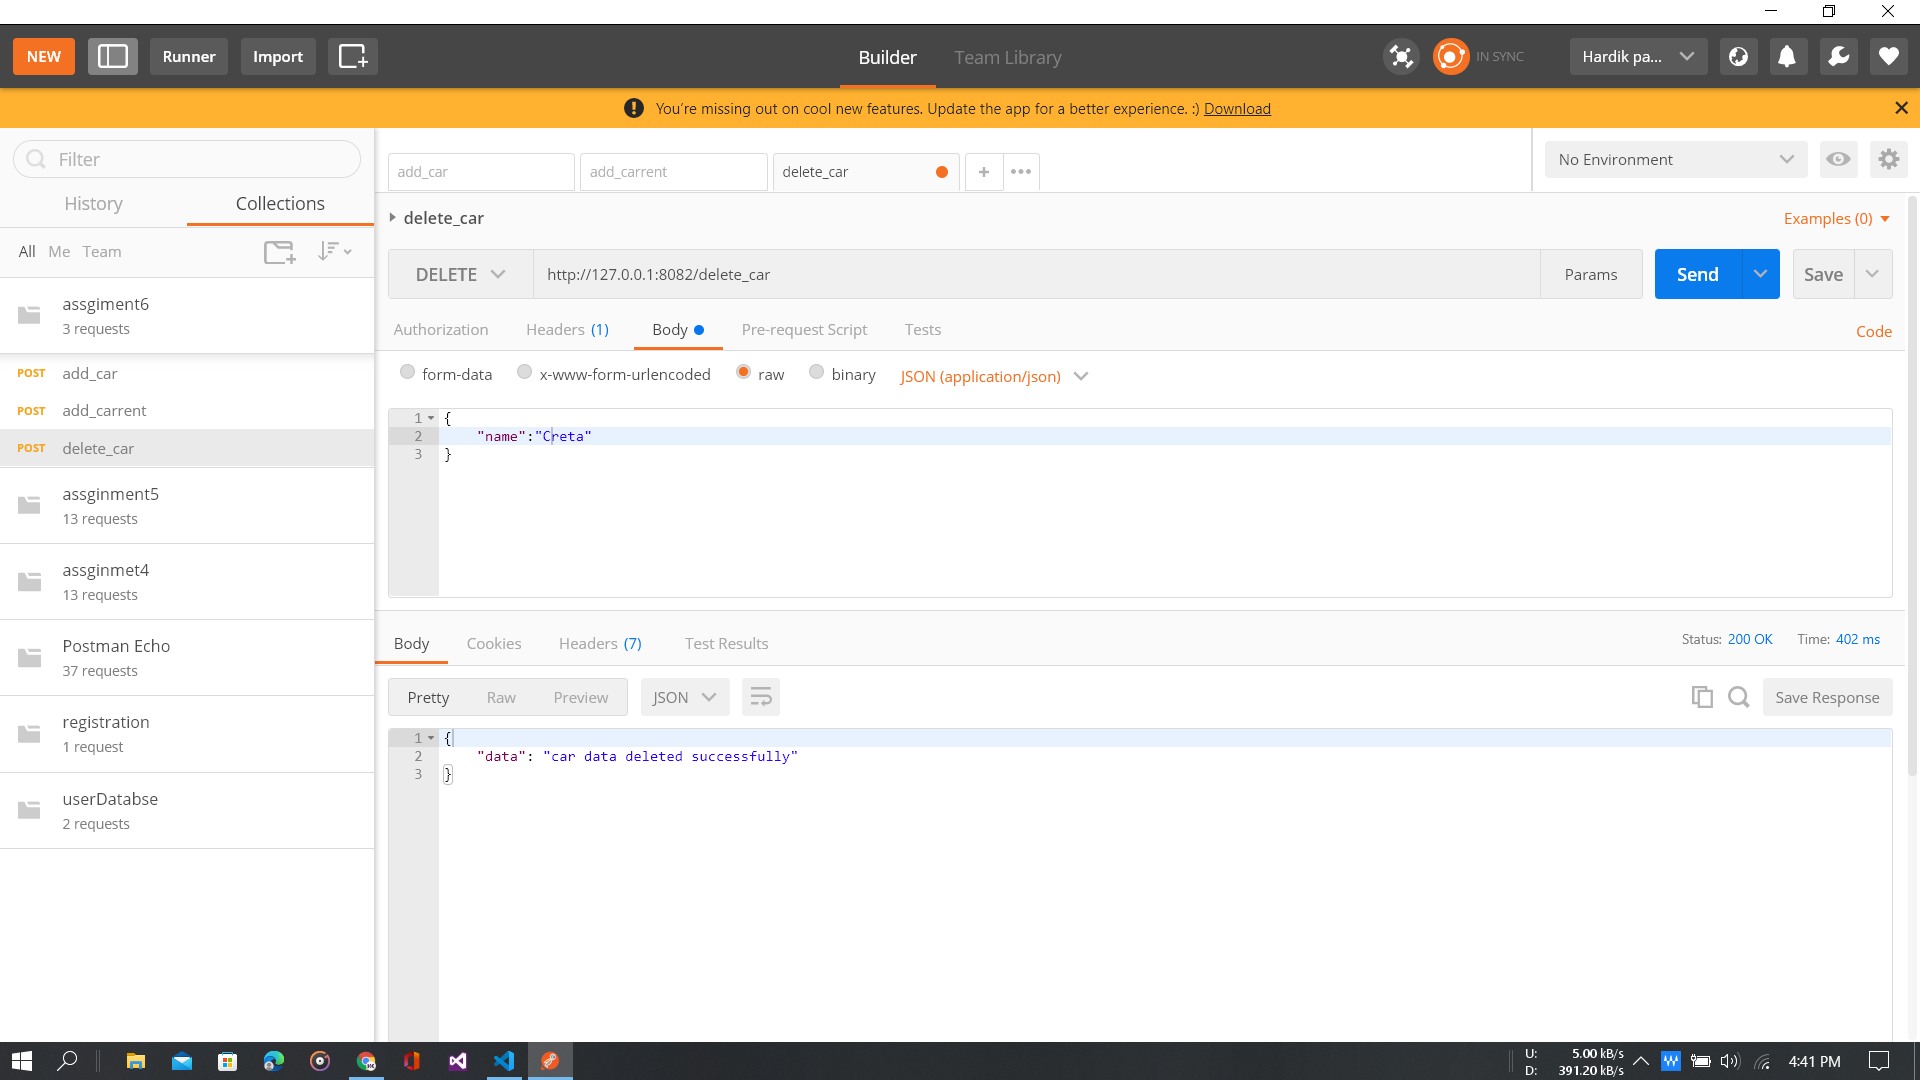 NEW
Runner
Import
Builder
Team Library
IN SYNC
Hardik pa...
You're missing out on cool new features. Update the app for a better experience. :) Download
Filter
History
Collections
All Me Team
assgiment6
3 requests
POST add_car
POST add_carrent
POST delete_car
assginment5
13 requests
assginmet4
13 requests
Postman Echo
37 requests
registration
1 request
userDatabse
2 requests
add_car
add_carrent
delete_car
No Environment
delete_car
Examples (0)
DELETE
http://127.0.0.1:8082/delete_car
Params
Send
Save
Authorization
Headers (1)
Body
Pre-request Script
Tests
Code
form-data
x-www-form-urlencoded
raw
binary
JSON (application/json)
1 {
2 "name":"Creta"
3 }
Body
Cookies
Headers (7)
Test Results
Status: 200 OK
Time: 402 ms
Pretty
Raw
Preview
JSON
Save Response
1 {
2 "data": "car data deleted successfully"
3 }
U: 5.00 kB/s
D: 391.20 kB/s
4:41 PM